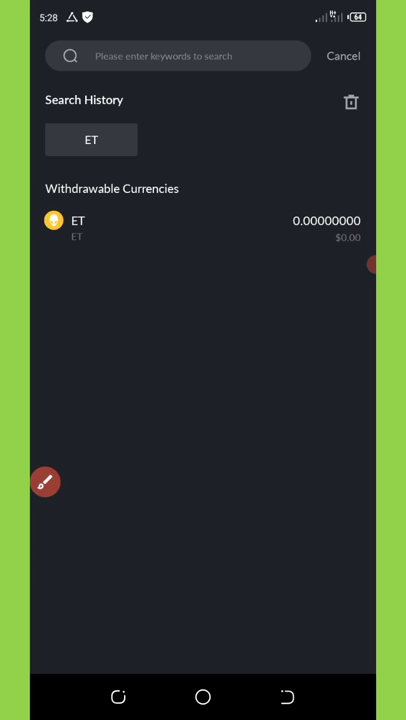 5:28
64
Please enter keywords to search
Cancel
Search History
ET
Withdrawable Currencies
ET
0.00000000
ET
$0.00